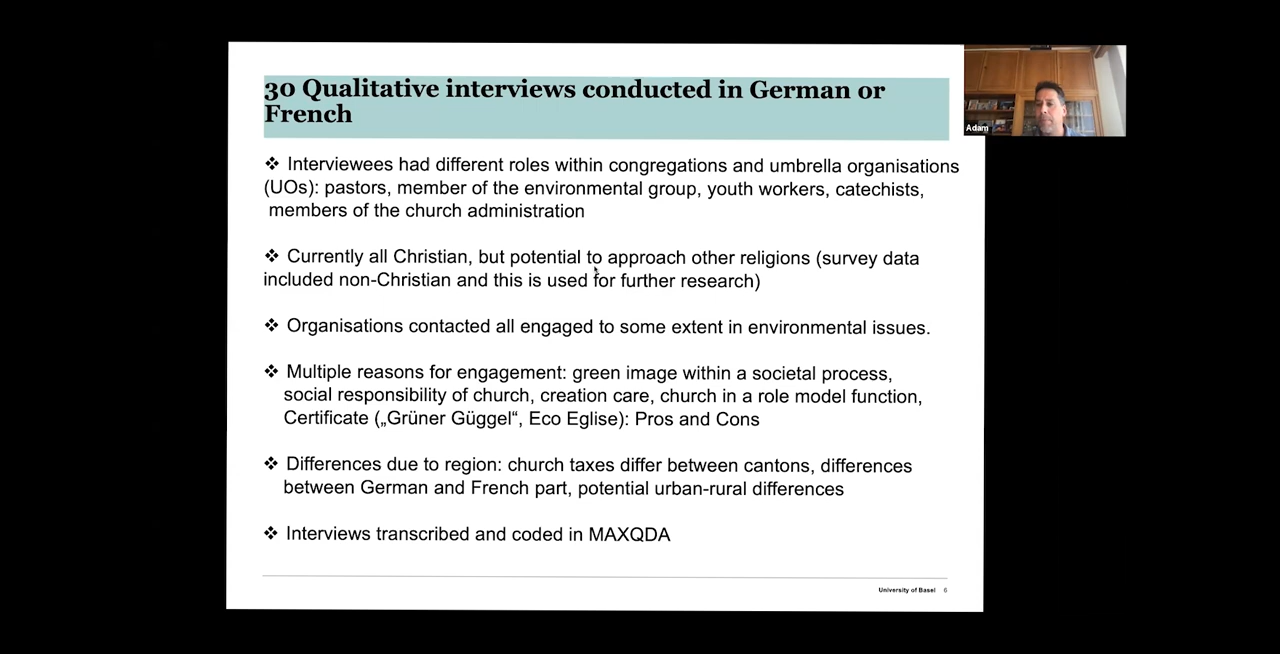 30 Qualitative interviews conducted in German or
French
Adam
❖ Interviewees had different roles within congregations and umbrella organisations
(UOs): pastors, member of the environmental group, youth workers, catechists,
members of the church administration
❖ Currently all Christian, but potential to approach other religions (survey data
included non-Christian and this is used for further research)
❖ Organisations contacted all engaged to some extent in environmental issues.
❖ Multiple reasons for engagement: green image within a societal process,
social responsibility of church, creation care, church in a role model function,
Certificate („Grüner Güggel“, Eco Eglise): Pros and Cons
❖ Differences due to region: church taxes differ between cantons, differences
between German and French part, potential urban-rural differences
❖ Interviews transcribed and coded in MAXQDA
University of Basel 6